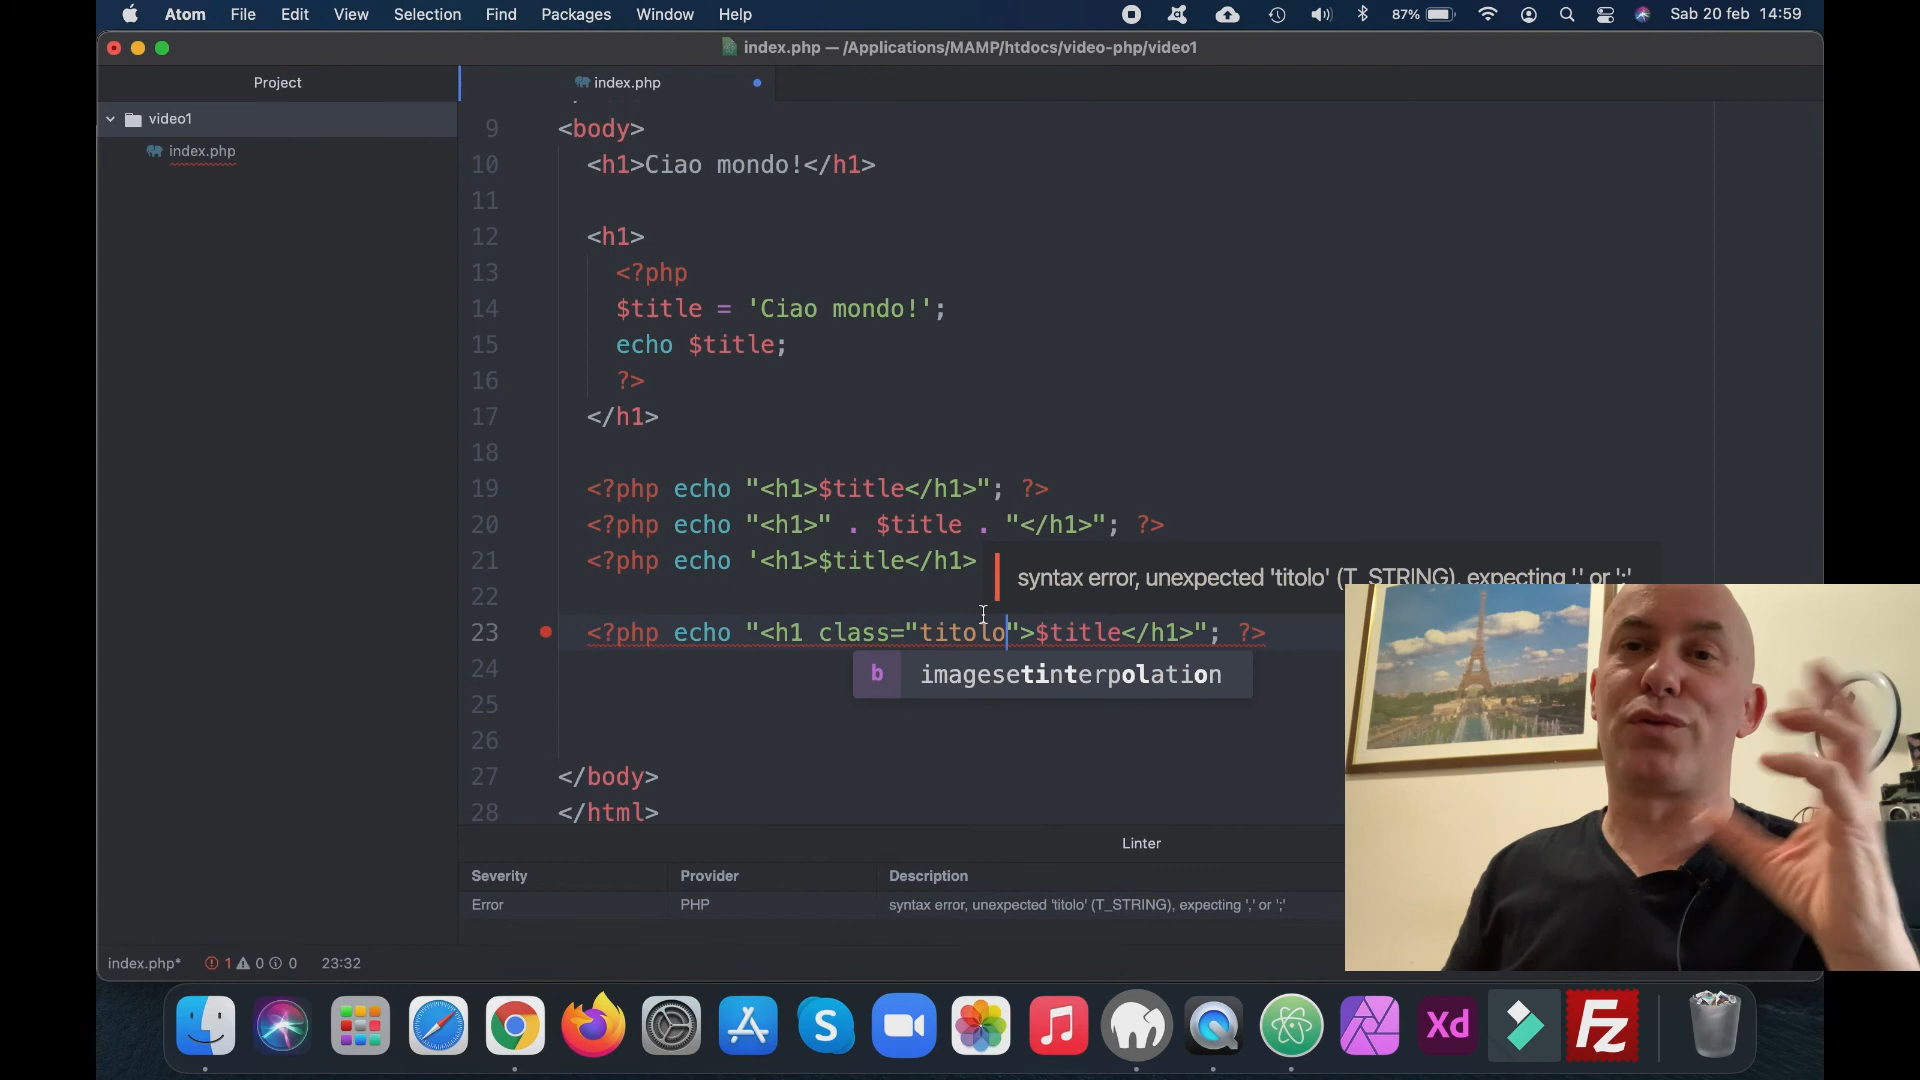 Atom File Edit View Selection Find Packages Window Help 87% Sab 20 feb 14:59
index.php — /Applications/MAMP/htdocs/video-php/video1
Project
index.php
video1
index.php
9 <body>
10 <h1>Ciao mondo!</h1>
11
12 <h1>
13 <?php
14 $title = 'Ciao mondo!';
15 echo $title;
16 ?>
17 </h1>
18
19 <?php echo "<h1>$title</h1>"; ?>
20 <?php echo "<h1>" . $title . "</h1>"; ?>
21 <?php echo '<h1>$title</h1>
syntax error, unexpected 'titolo' (T_STRING), expecting ',' or ';'
22
23 <?php echo "<h1 class="titolo">$title</h1>"; ?>
b imagesetinterpolation
24
25
26
27 </body>
28 </html>
Linter
Severity Provider Description
Error PHP syntax error, unexpected 'titolo' (T_STRING), expecting ',' or ';'
index.php* 1 0 0 23:32
S
Xd
Fz